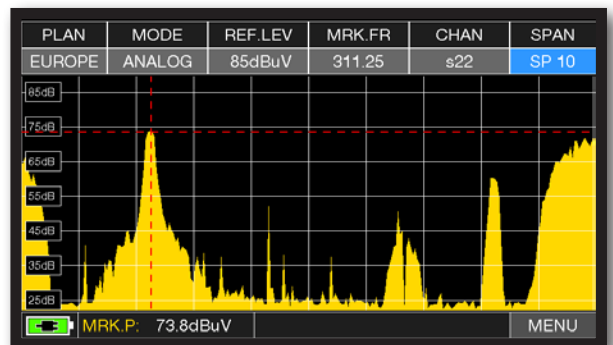 PLAN MODE REF.LEV MRK.FR CHAN SPAN
EUROPE ANALOG 85dBuV 311.25 s22 SP 10
85dB
75dB
65dB
55dB
45dB
35dB
25dB
MRK.P: 73.8dBuV MENU